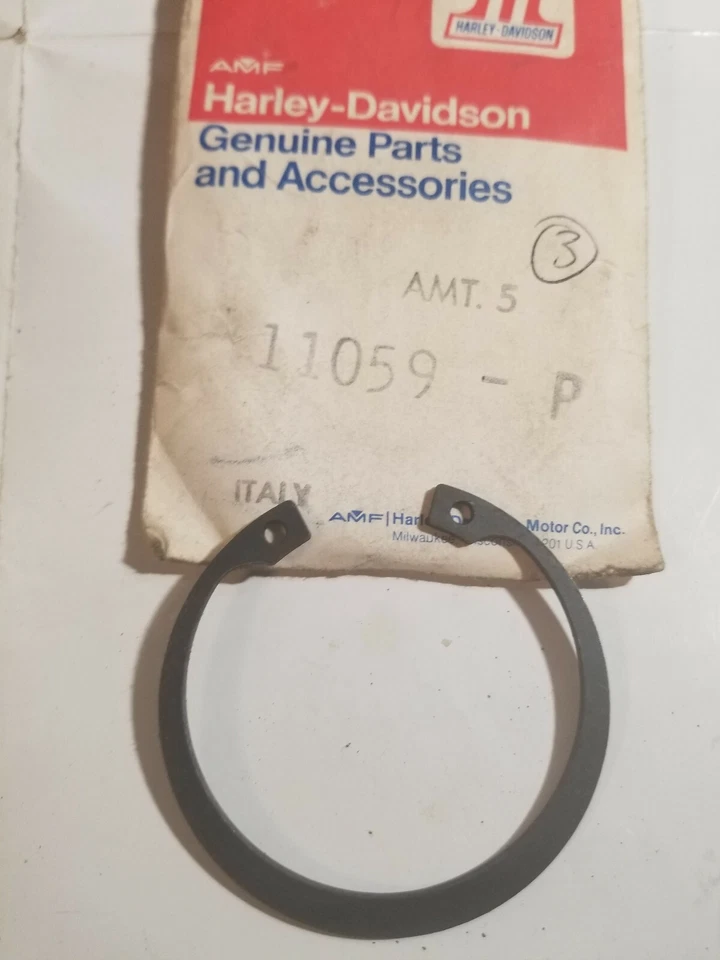 HARLEY-DAVIDSON
AMF
Harley-Davidson
Genuine Parts
and Accessories
3
AMT. 5
11059 - P
ITALY
AMF Motor Co., Inc.
U S A